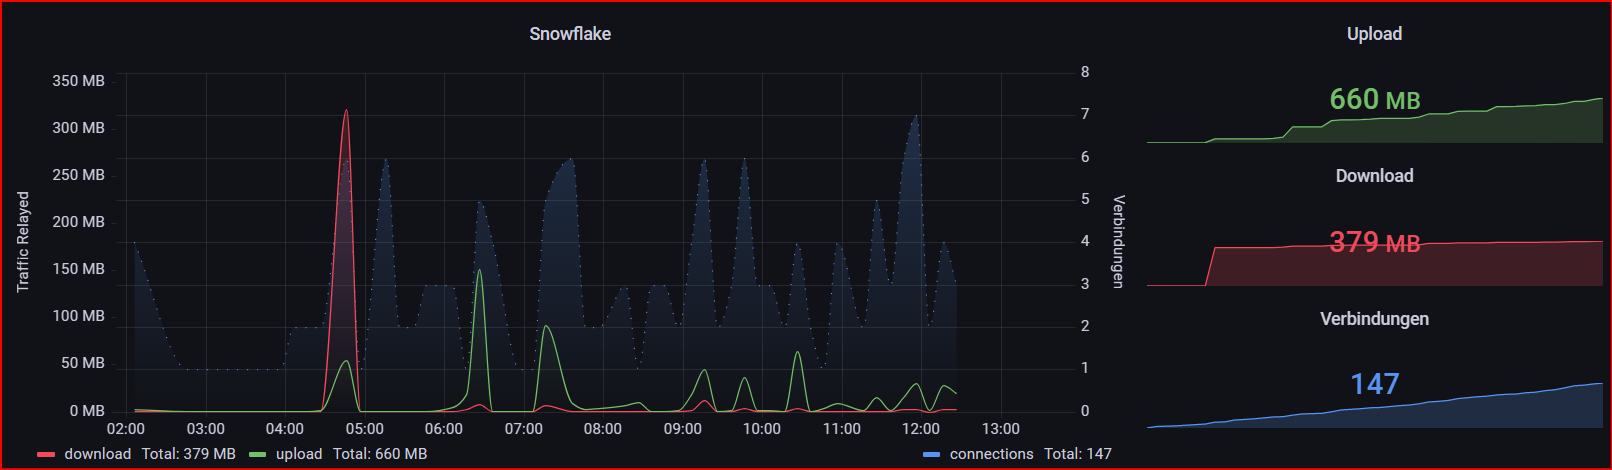 Snowflake
Upload
350 MB
300 MB
250 MB
200 MB
150 MB
100 MB
50 MB
0 MB
Traffic Relayed
8
7
6
5
4
3
2
1
0
Verbindungen
02:00 03:00 04:00 05:00 06:00 07:00 08:00 09:00 10:00 11:00 12:00 13:00
download Total: 379 MB upload Total: 660 MB connections Total: 147
660 MB
Download
379 MB
Verbindungen
147